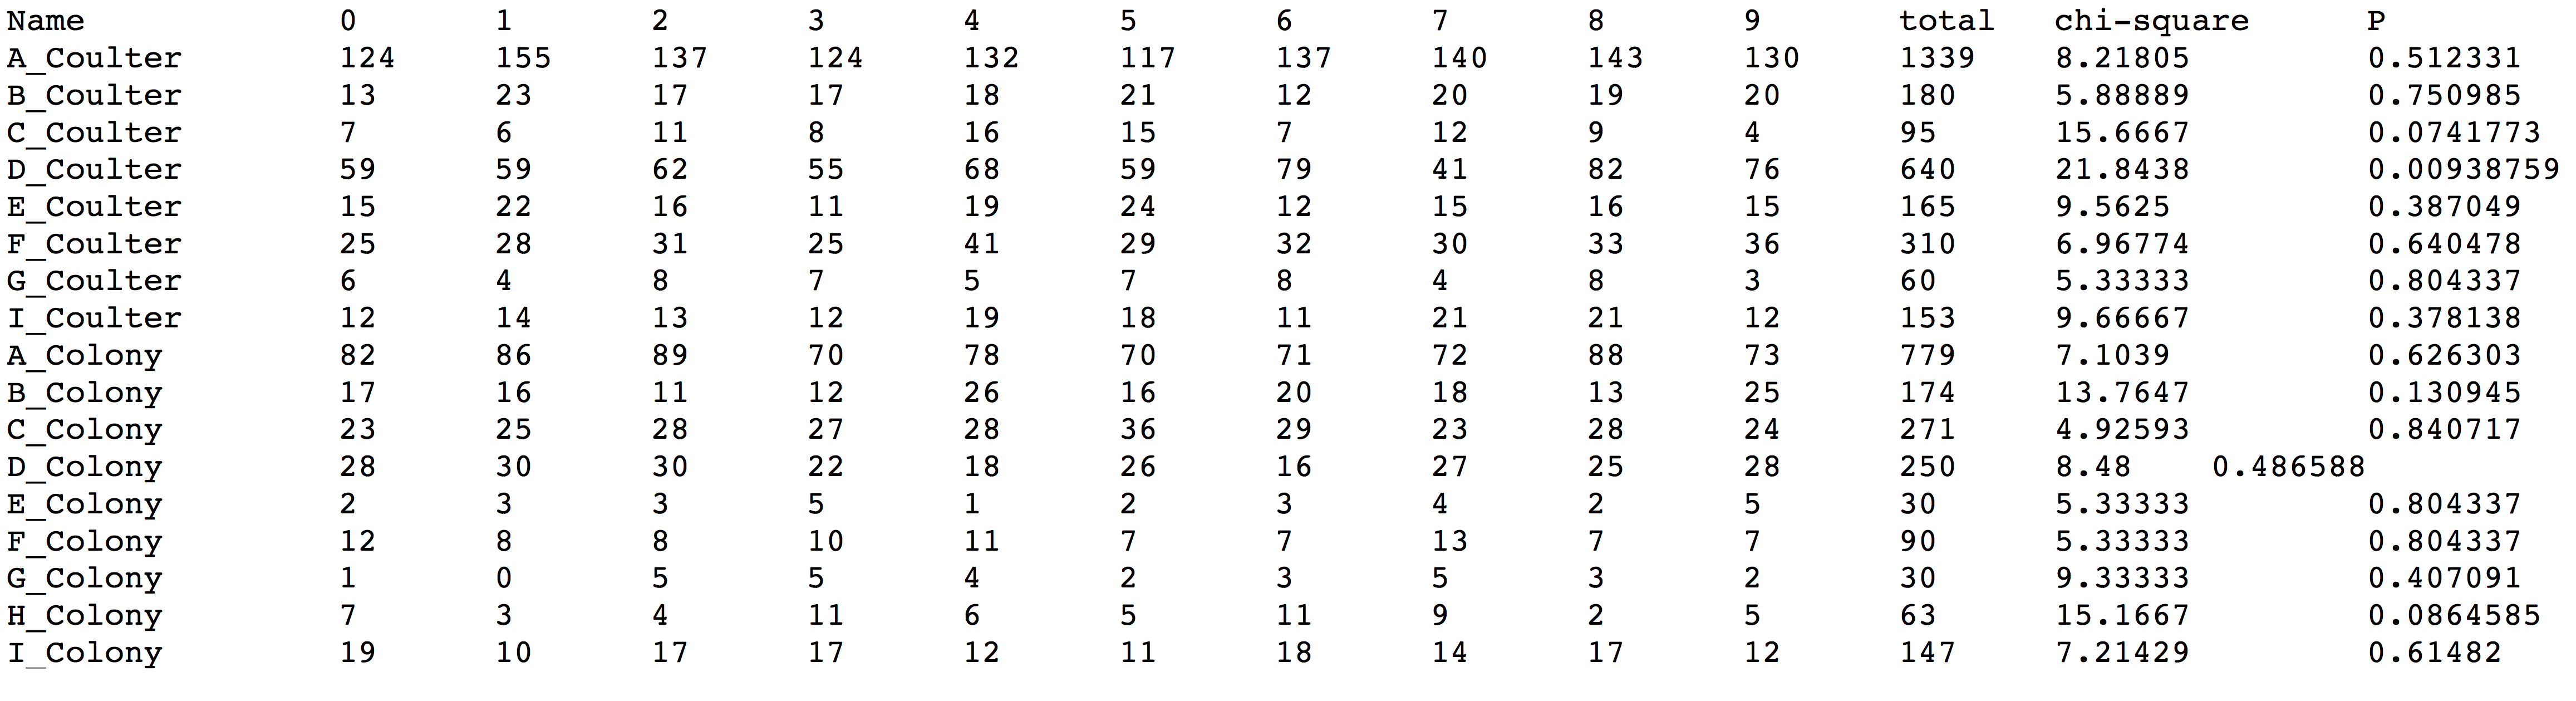 Name 0 1 2 3 4 5 6 7 8 9 total chi-square P
A_Coulter 124 155 137 124 132 117 137 140 143 130 1339 8.21805 0.512331
B_Coulter 13 23 17 17 18 21 12 20 19 20 180 5.88889 0.750985
C_Coulter 7 6 11 8 16 15 7 12 9 4 95 15.6667 0.0741773
D_Coulter 59 59 62 55 68 59 79 41 82 76 640 21.8438 0.00938759
E_Coulter 15 22 16 11 19 24 12 15 16 15 165 9.5625 0.387049
F_Coulter 25 28 31 25 41 29 32 30 33 36 310 6.96774 0.640478
G_Coulter 6 4 8 7 5 7 8 4 8 3 60 5.33333 0.804337
I_Coulter 12 14 13 12 19 18 11 21 21 12 153 9.66667 0.378138
A_Colony 82 86 89 70 78 70 71 72 88 73 779 7.1039 0.626303
B_Colony 17 16 11 12 26 16 20 18 13 25 174 13.7647 0.130945
C_Colony 23 25 28 27 28 36 29 23 28 24 271 4.92593 0.840717
D_Colony 28 30 30 22 18 26 16 27 25 28 250 8.48 0.486588
E_Colony 2 3 3 5 1 2 3 4 2 5 30 5.33333 0.804337
F_Colony 12 8 8 10 11 7 7 13 7 7 90 5.33333 0.804337
G_Colony 1 0 5 5 4 2 3 5 3 2 30 9.33333 0.407091
H_Colony 7 3 4 11 6 5 11 9 2 5 63 15.1667 0.0864585
I_Colony 19 10 17 17 12 11 18 14 17 12 147 7.21429 0.61482